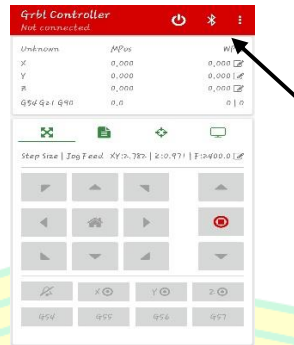 Grbl Controller
Not connected
Unknown MPos
X 0,000 0,000
Y 0,000 0,000
Z 0,000 0,000
G54 G21 G90 0,0 0 | 0
Step Size | Jog Feed XY:2.782 | Z:0.971 | F:2400.0
X
Y
Z
G54 G55 G56 G57